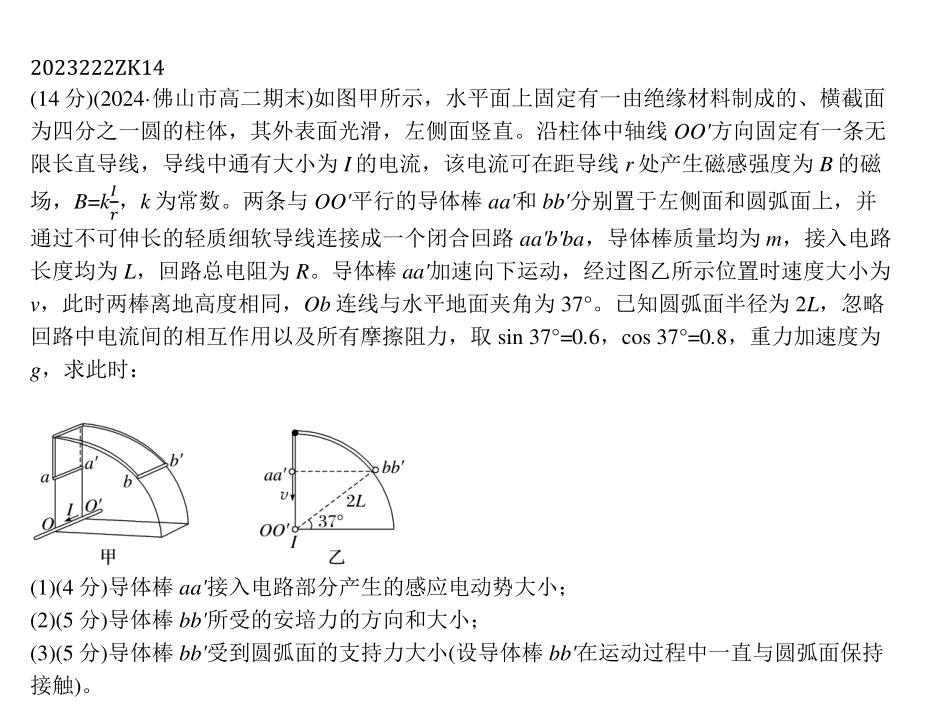 2023222ZK14
(14 分)(2024·佛山市高二期末)如图甲所示，水平面上固定有一由绝缘材料制成的、横截面
为四分之一圆的柱体，其外表面光滑，左侧面竖直。沿柱体中轴线 OO′方向固定有一条无
限长直导线，导线中通有大小为 I 的电流，该电流可在距导线 r 处产生磁感强度为 B 的磁
场，B=k\frac{I}{r}，k 为常数。两条与 OO′平行的导体棒 aa′和 bb′分别置于左侧面和圆弧面上，并
通过不可伸长的轻质细软导线连接成一个闭合回路 aa′b′ba，导体棒质量均为 m，接入电路
长度均为 L，回路总电阻为 R。导体棒 aa′加速向下运动，经过图乙所示位置时速度大小为
v，此时两棒离地高度相同，Ob 连线与水平地面夹角为 37°。已知圆弧面半径为 2L，忽略
回路中电流间的相互作用以及所有摩擦阻力，取 sin 37°=0.6，cos 37°=0.8，重力加速度为
g，求此时：
a a′ b b′ O I O′
甲
aa′ bb′ v 2L 37° OO′ I
乙
(1)(4 分)导体棒 aa′接入电路部分产生的感应电动势大小；
(2)(5 分)导体棒 bb′所受的安培力的方向和大小；
(3)(5 分)导体棒 bb′受到圆弧面的支持力大小(设导体棒 bb′在运动过程中一直与圆弧面保持
接触)。